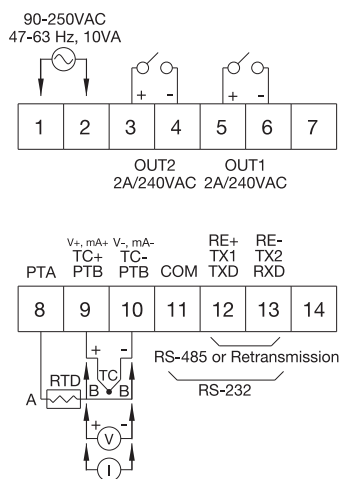 90-250VAC
47-63 Hz, 10VA
+ - + -
1 2 3 4 5 6 7
OUT2 OUT1
2A/240VAC 2A/240VAC
V+, mA+ V-, mA- RE+ RE-
TC+ TC- TX1 TX2
PTA PTB PTB COM TXD RXD
8 9 10 11 12 13 14
+ -
RS-485 or Retransmission
RTD TC
A B B
RS-232
+ -
V
I